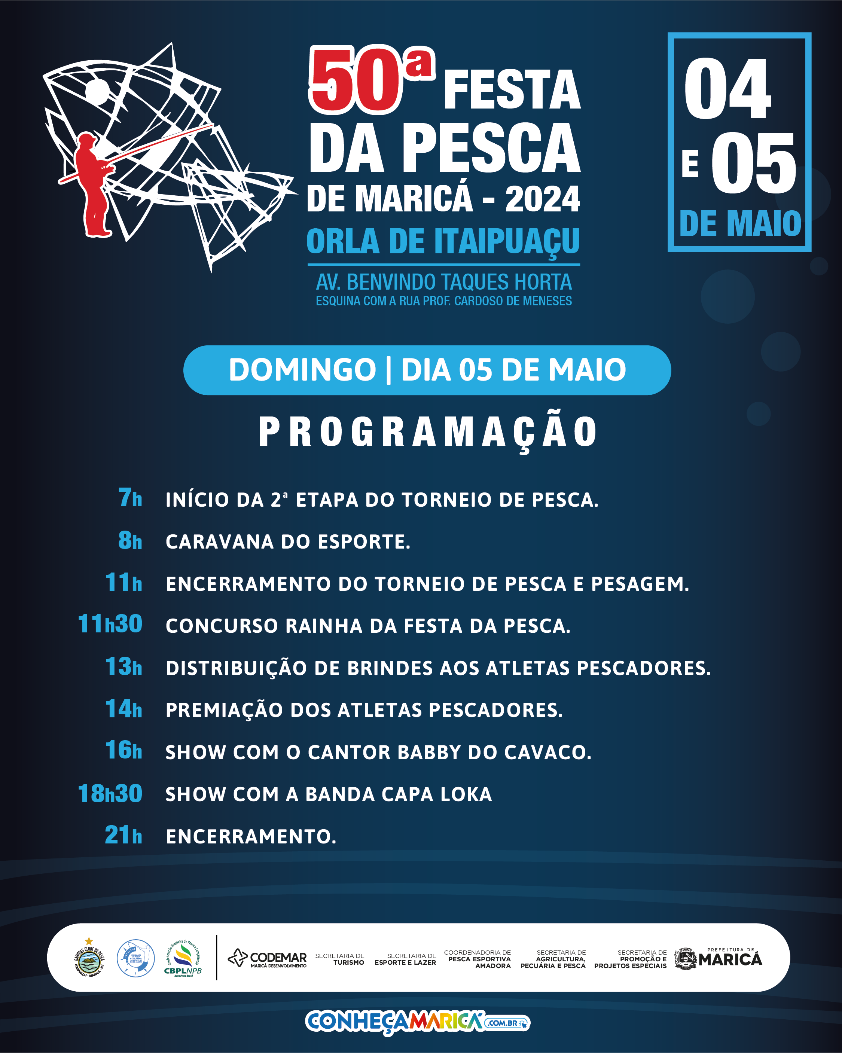 50ª FESTA
DA PESCA
DE MARICÁ - 2024
ORLA DE ITAIPUAÇU
AV. BENVINDO TAQUES HORTA
ESQUINA COM A RUA PROF. CARDOSO DE MENESES
04
E 05
DE MAIO
DOMINGO | DIA 05 DE MAIO
PROGRAMAÇÃO
7h INÍCIO DA 2ª ETAPA DO TORNEIO DE PESCA.
8h CARAVANA DO ESPORTE.
11h ENCERRAMENTO DO TORNEIO DE PESCA E PESAGEM.
11h30 CONCURSO RAINHA DA FESTA DA PESCA.
13h DISTRIBUIÇÃO DE BRINDES AOS ATLETAS PESCADORES.
14h PREMIAÇÃO DOS ATLETAS PESCADORES.
16h SHOW COM O CANTOR BABBY DO CAVACO.
18h30 SHOW COM A BANDA CAPA LOKA
21h ENCERRAMENTO.
CBPLNPB
CODEMAR
MARICÁ DESENVOLVIMENTO
SECRETARIA DE
TURISMO
SECRETARIA DE
ESPORTE E LAZER
COORDENADORIA DE
PESCA ESPORTIVA
AMADORA
SECRETARIA DE
AGRICULTURA,
PECUÁRIA E PESCA
SECRETARIA DE
PROMOÇÃO E
PROJETOS ESPECIAIS
PREFEITURA DE
MARICÁ
CONHEÇAMARICÁ.COM.BR